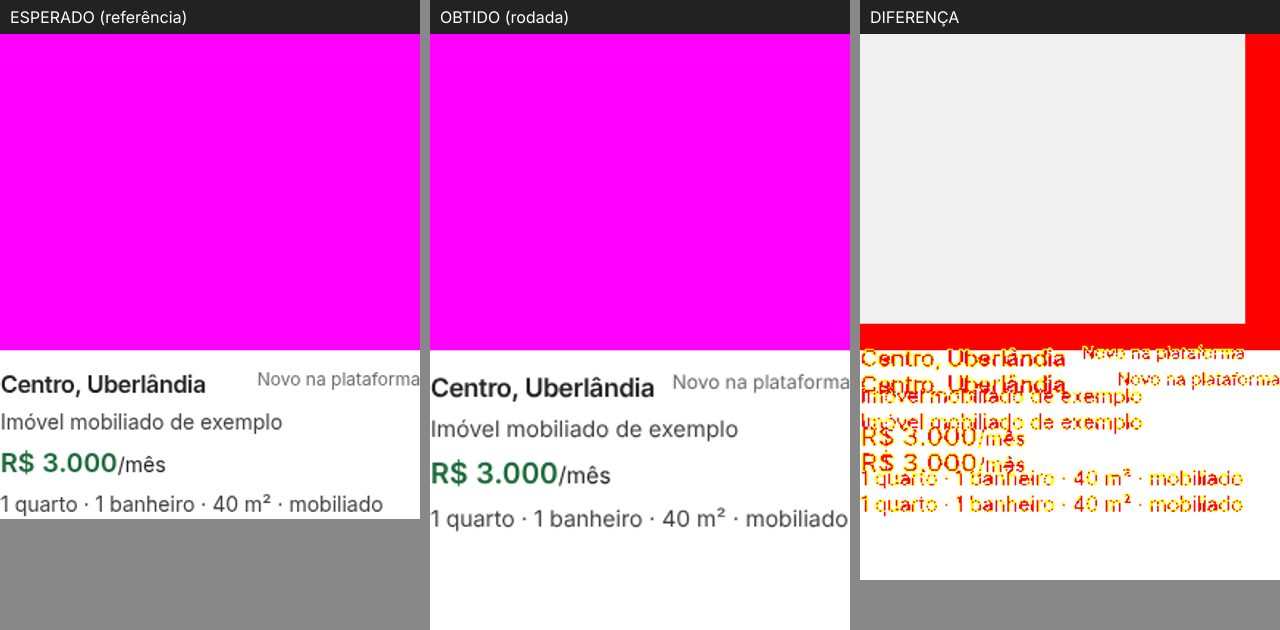 ESPERADO (referência)
Centro, Uberlândia
Novo na plataforma
Imóvel mobiliado de exemplo
R$ 3.000/mês
1 quarto · 1 banheiro · 40 m² · mobiliado
OBTIDO (rodada)
Centro, Uberlândia
Novo na plataforma
Imóvel mobiliado de exemplo
R$ 3.000/mês
1 quarto · 1 banheiro · 40 m² · mobiliado
DIFERENÇA
Centro, Uberlândia
Novo na plataforma
Centro, Uberlândia
Novo na plataforma
Imóvel mobiliado de exemplo
Imóvel mobiliado de exemplo
R$ 3.000/mês
R$ 3.000/mês
1 quarto · 1 banheiro · 40 m² · mobiliado
1 quarto · 1 banheiro · 40 m² · mobiliado